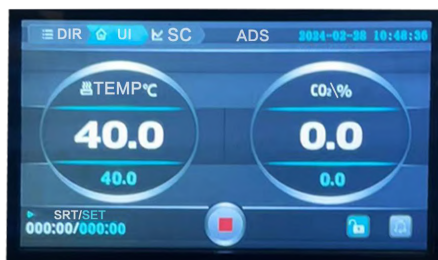 DIR UI SC ADS 2024-02-28 10:48:36
TEMP℃ CO₂\%
40.0 0.0
40.0 0.0
SRT/SET
000:00/000:00